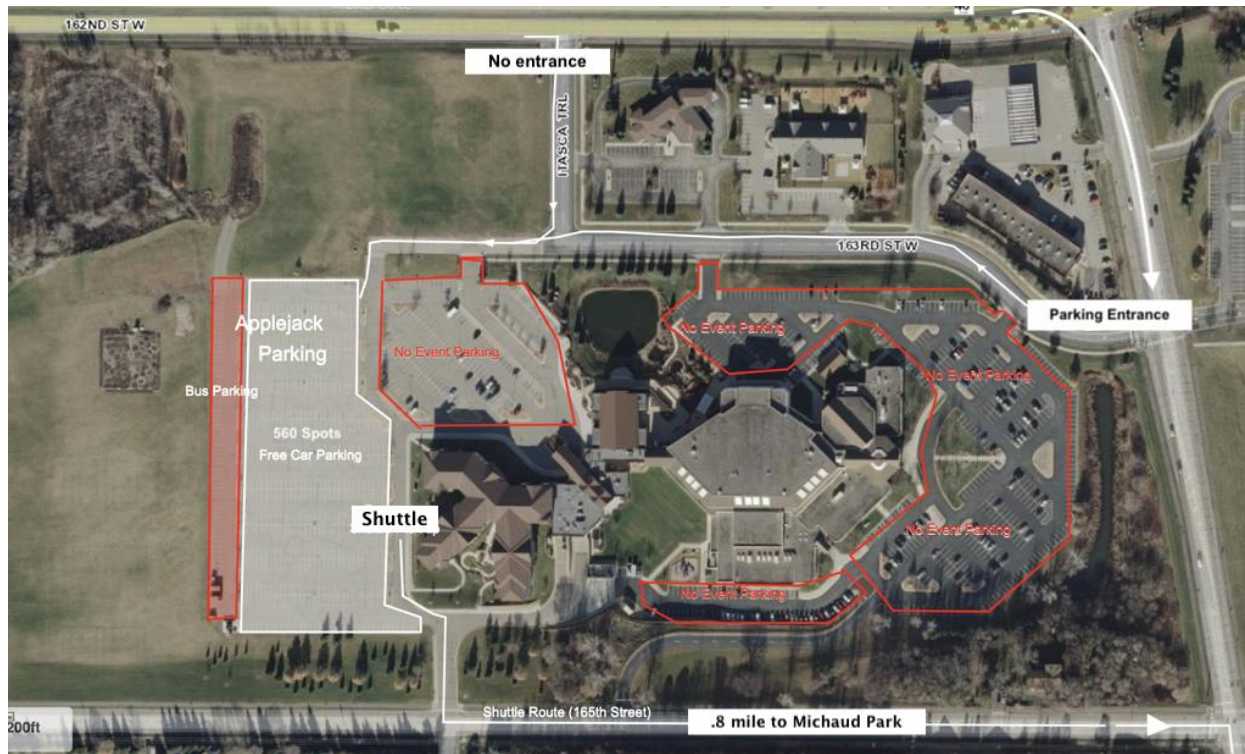 162ND ST W
No entrance
ITASCA TRL
163RD ST W
Parking Entrance
Applejack
Parking
No Event Parking
No Event Parking
No Event Parking
Bus Parking
560 Spots
Free Car Parking
Shuttle
No Event Parking
No Event Parking
Shuttle Route (165th Street)
.8 mile to Michaud Park
200ft